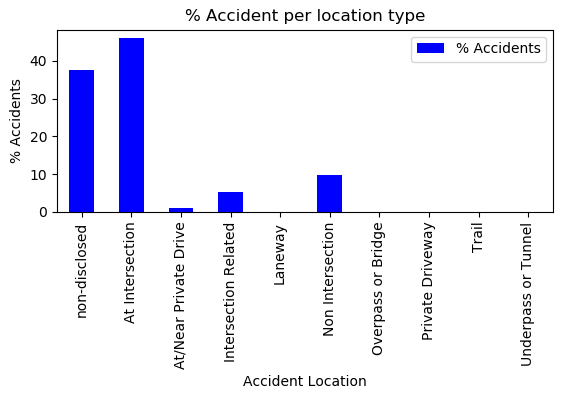 % Accident per location type
% Accidents
40
30
20
10
0
% Accidents
non-disclosed
At Intersection
At/Near Private Drive
Intersection Related
Laneway
Non Intersection
Overpass or Bridge
Private Driveway
Trail
Underpass or Tunnel
Accident Location